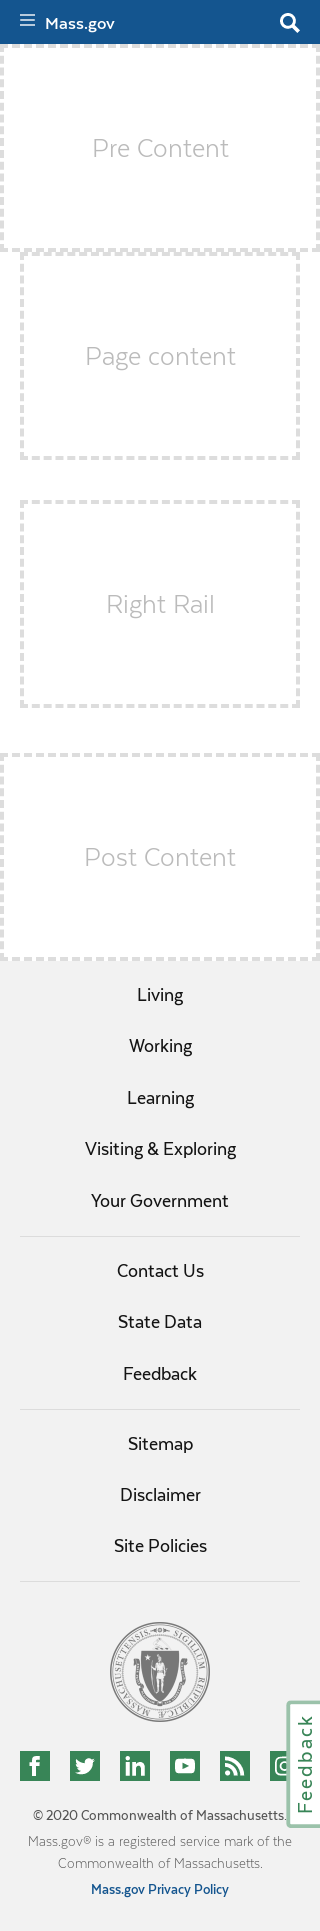 Mass.gov
Pre Content
Page content
Right Rail
Post Content
Living
Working
Learning
Visiting & Exploring
Your Government
Contact Us
State Data
Feedback
Sitemap
Disclaimer
Site Policies
Feedback
© 2020 Commonwealth of Massachusetts.
Mass.gov® is a registered service mark of the
Commonwealth of Massachusetts.
Mass.gov Privacy Policy